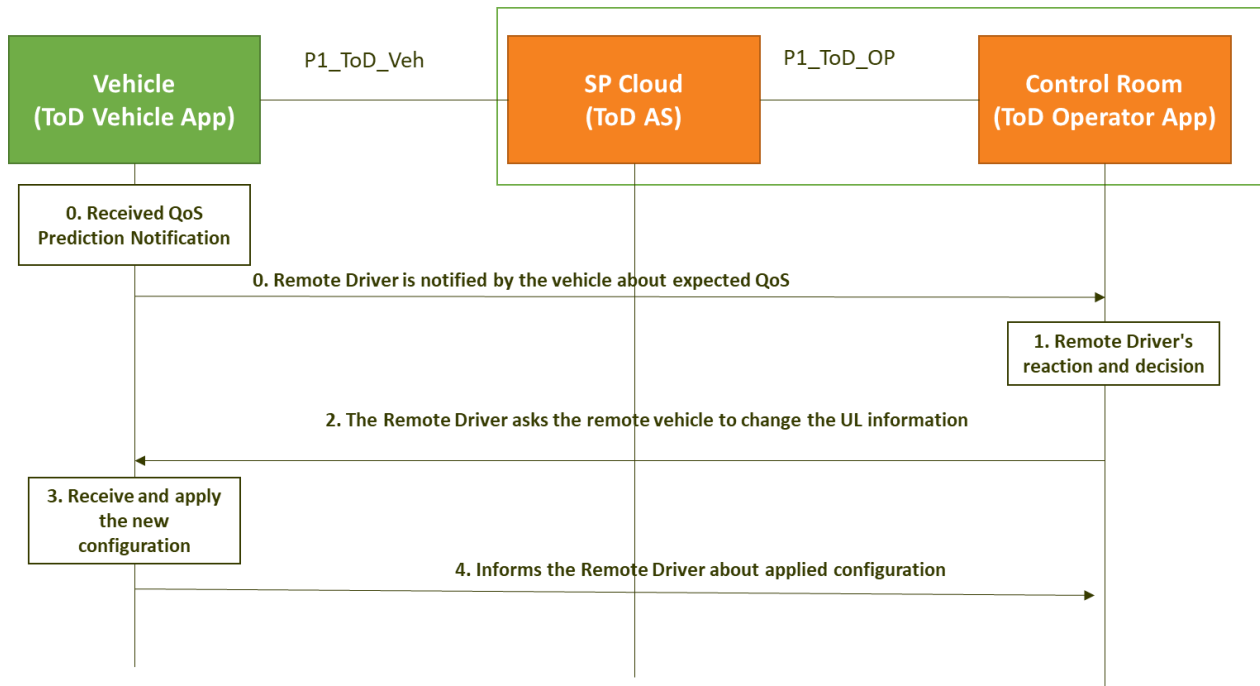 P1_ToD_Veh
P1_ToD_OP
Vehicle
(ToD Vehicle App)
SP Cloud
(ToD AS)
Control Room
(ToD Operator App)
0. Received QoS
Prediction Notification
0. Remote Driver is notified by the vehicle about expected QoS
1. Remote Driver's
reaction and decision
2. The Remote Driver asks the remote vehicle to change the UL information
3. Receive and apply
the new
configuration
4. Informs the Remote Driver about applied configuration